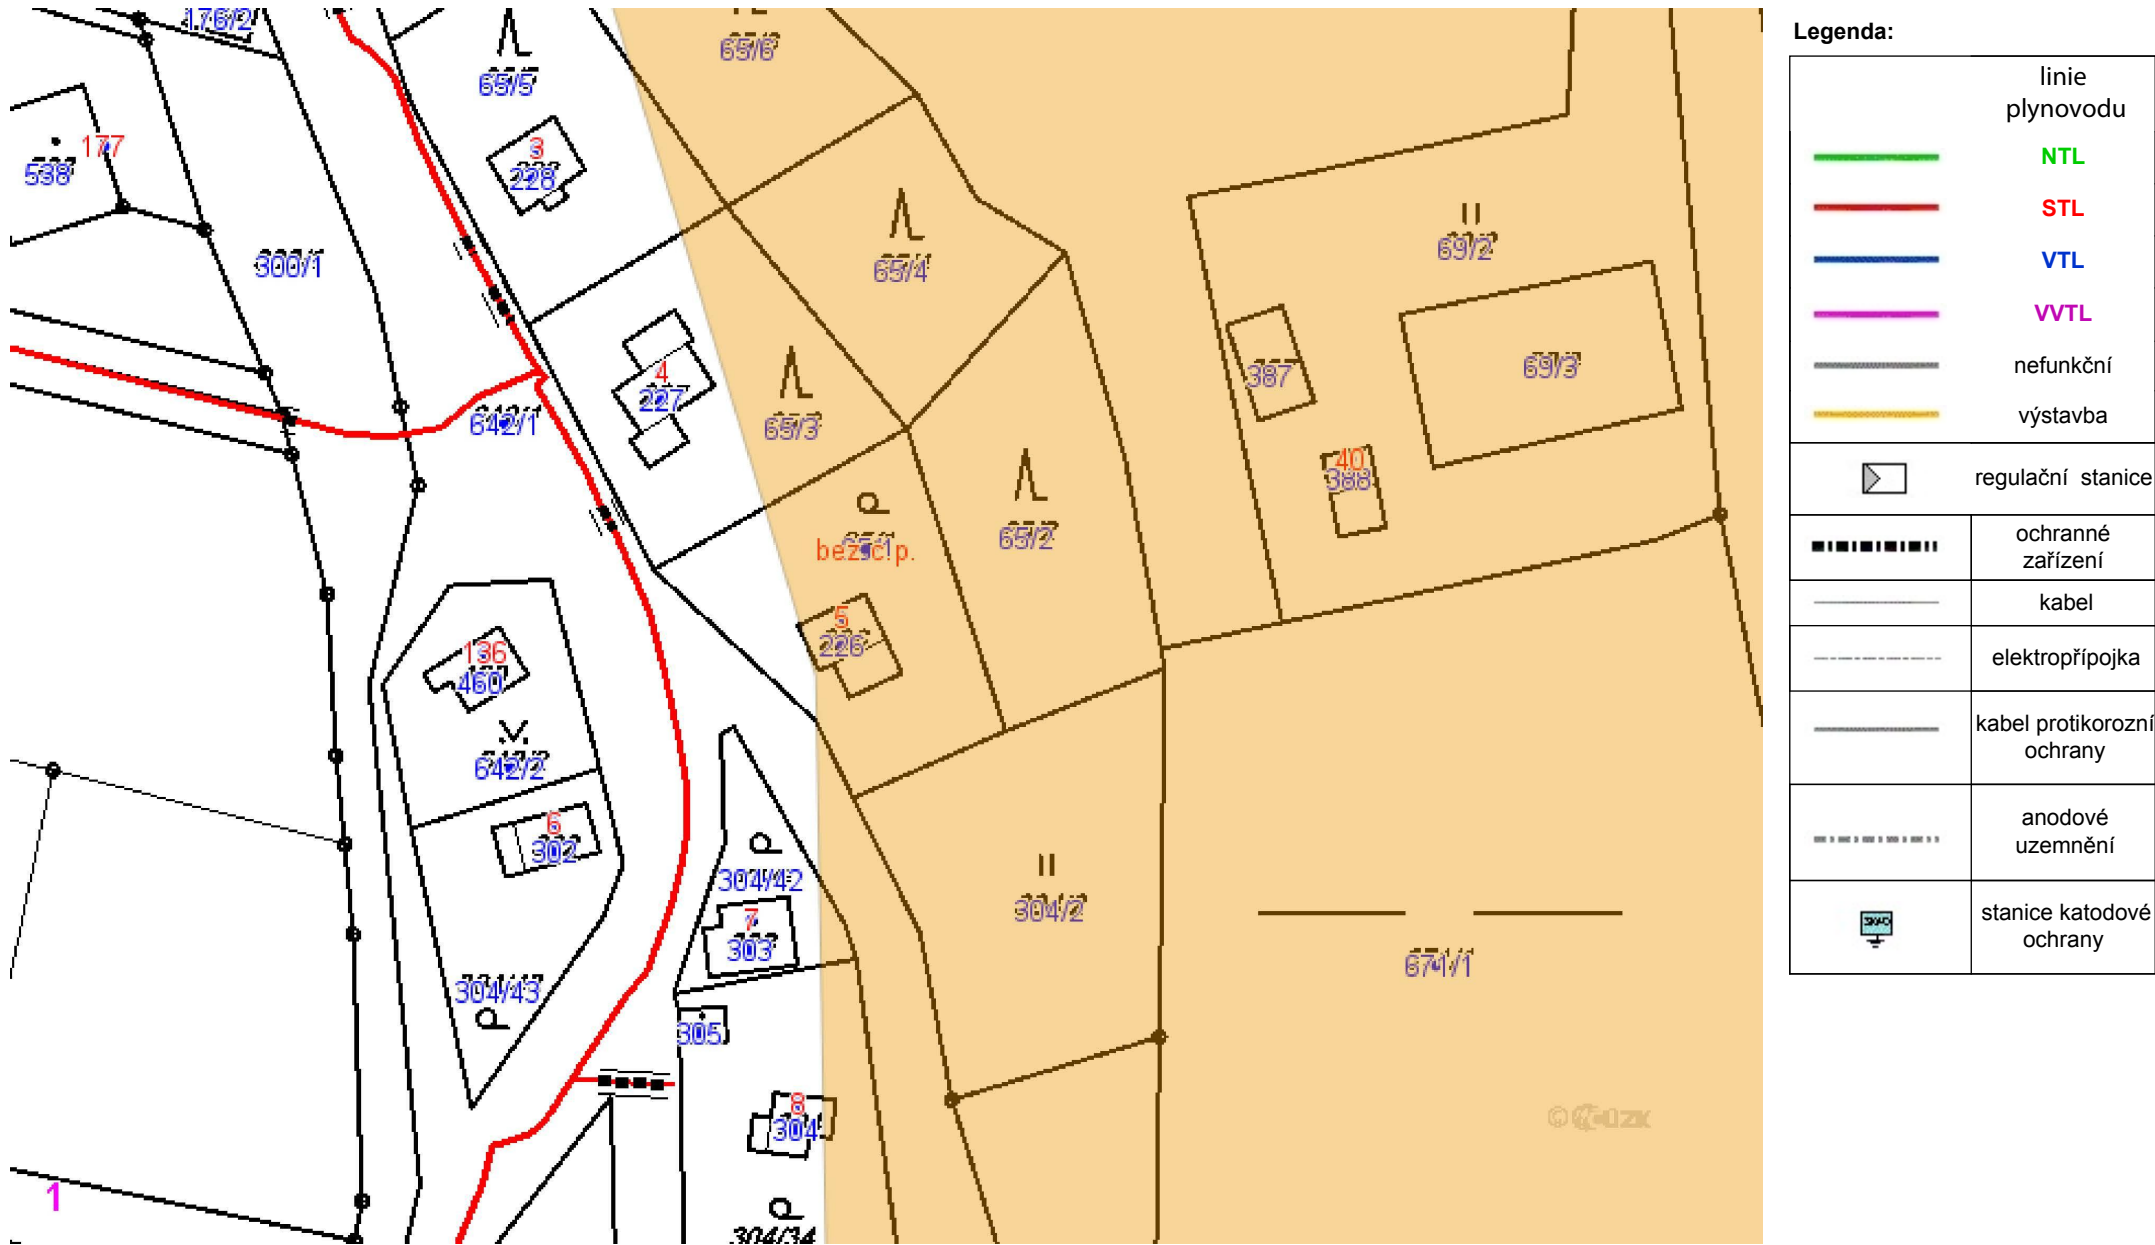 176/2
65/5
65/6
177
538
3
228
300/1
65/4
69/2
4
227
387
69/3
65/3
642/1
40
388
bez č.p.
65/2
5
226
136
460
642/2
6
302
304/42
7
303
304/2
671/1
304/43
305
8
304
1
304/34
Legenda:
linie
plynovodu
NTL
STL
VTL
VVTL
nefunkční
výstavba
regulační stanice
ochranné
zařízení
kabel
elektropřípojka
kabel protikorozní
ochrany
anodové
uzemnění
stanice katodové
ochrany